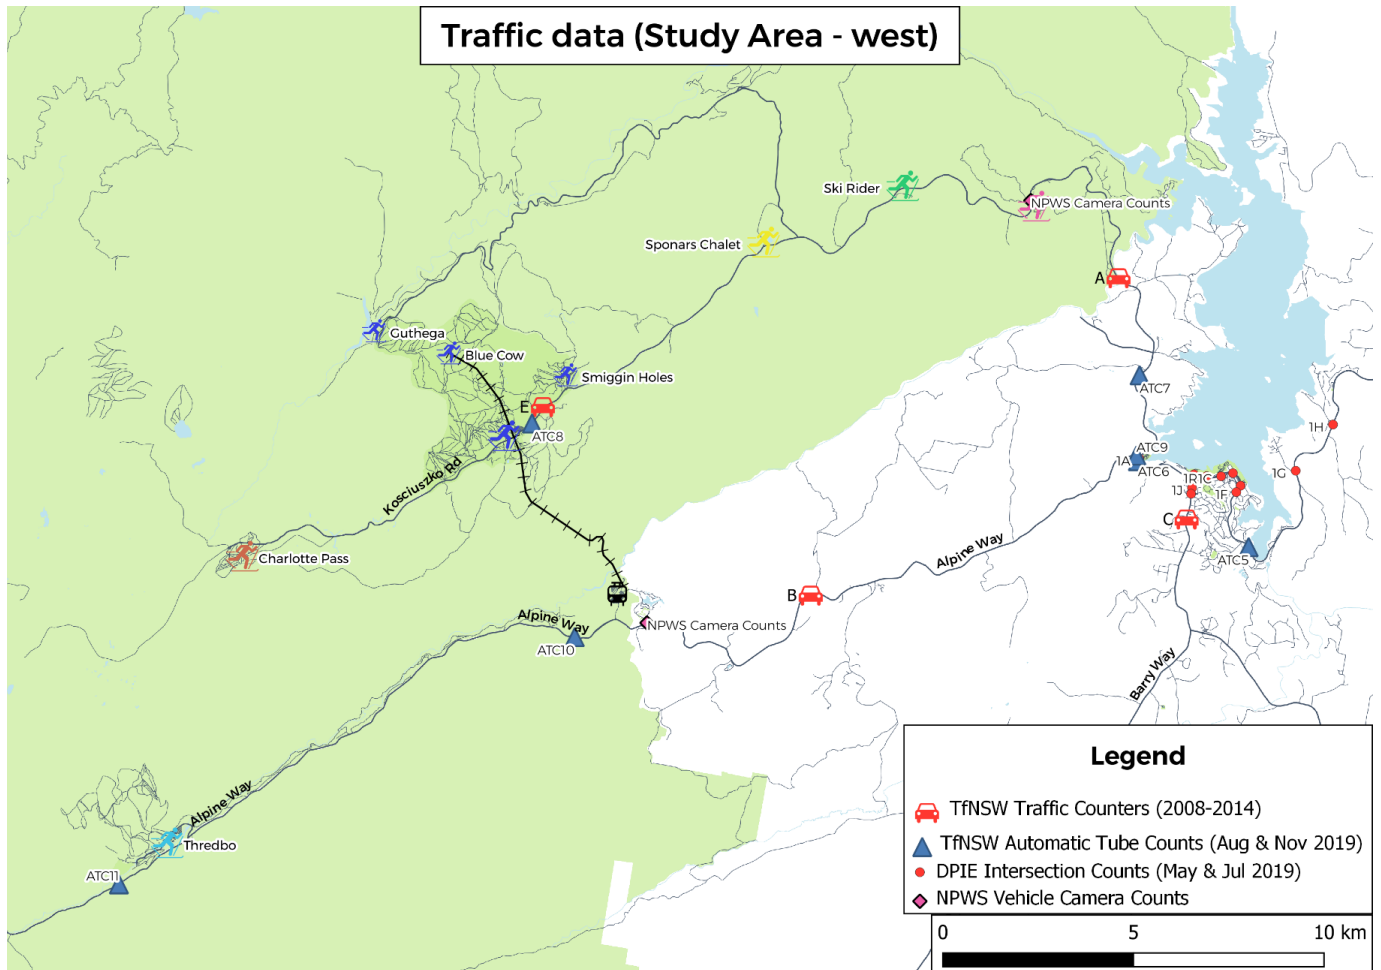 Traffic data (Study Area - west)
Ski Rider
NPWS Camera Counts
Sponars Chalet
A
Guthega
Blue Cow
Smiggin Holes
ATC7
E
ATC8
1H
ATC9
1A
ATC6
1R1C
1G
1J
1F
Kosciuszko Rd
C
Charlotte Pass
Alpine Way
ATC5
B
Alpine Way
NPWS Camera Counts
ATC10
Barry Way
Alpine Way
Thredbo
ATC11
Legend
TfNSW Traffic Counters (2008-2014)
TfNSW Automatic Tube Counts (Aug & Nov 2019)
DPIE Intersection Counts (May & Jul 2019)
NPWS Vehicle Camera Counts
0 5 10 km